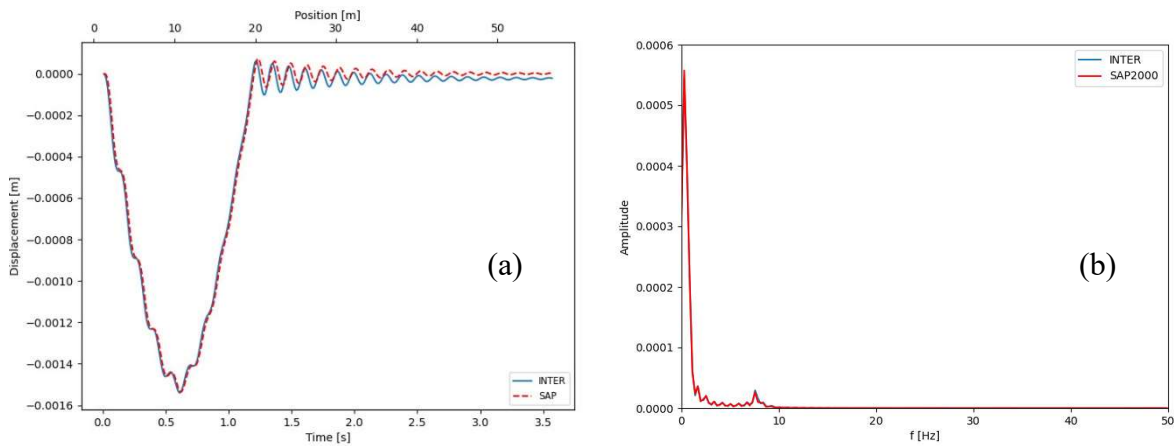 Position [m]
0 10 20 30 40 50
0.0000
−0.0002
−0.0004
−0.0006
−0.0008
−0.0010
−0.0012
−0.0014
−0.0016
Displacement [m]
(a)
INTER
SAP
0.0 0.5 1.0 1.5 2.0 2.5 3.0 3.5
Time [s]
0.0006
0.0005
0.0004
0.0003
0.0002
0.0001
0.0000
Amplitude
INTER
SAP2000
(b)
0 10 20 30 40 50
f [Hz]